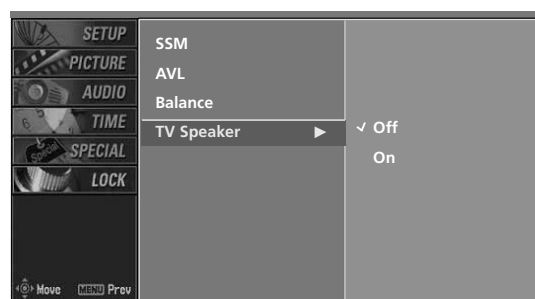 SETUP
PICTURE
AUDIO
TIME
SPECIAL
LOCK
Move MENU Prev
SSM
AVL
Balance
TV Speaker ►
✓ Off
On